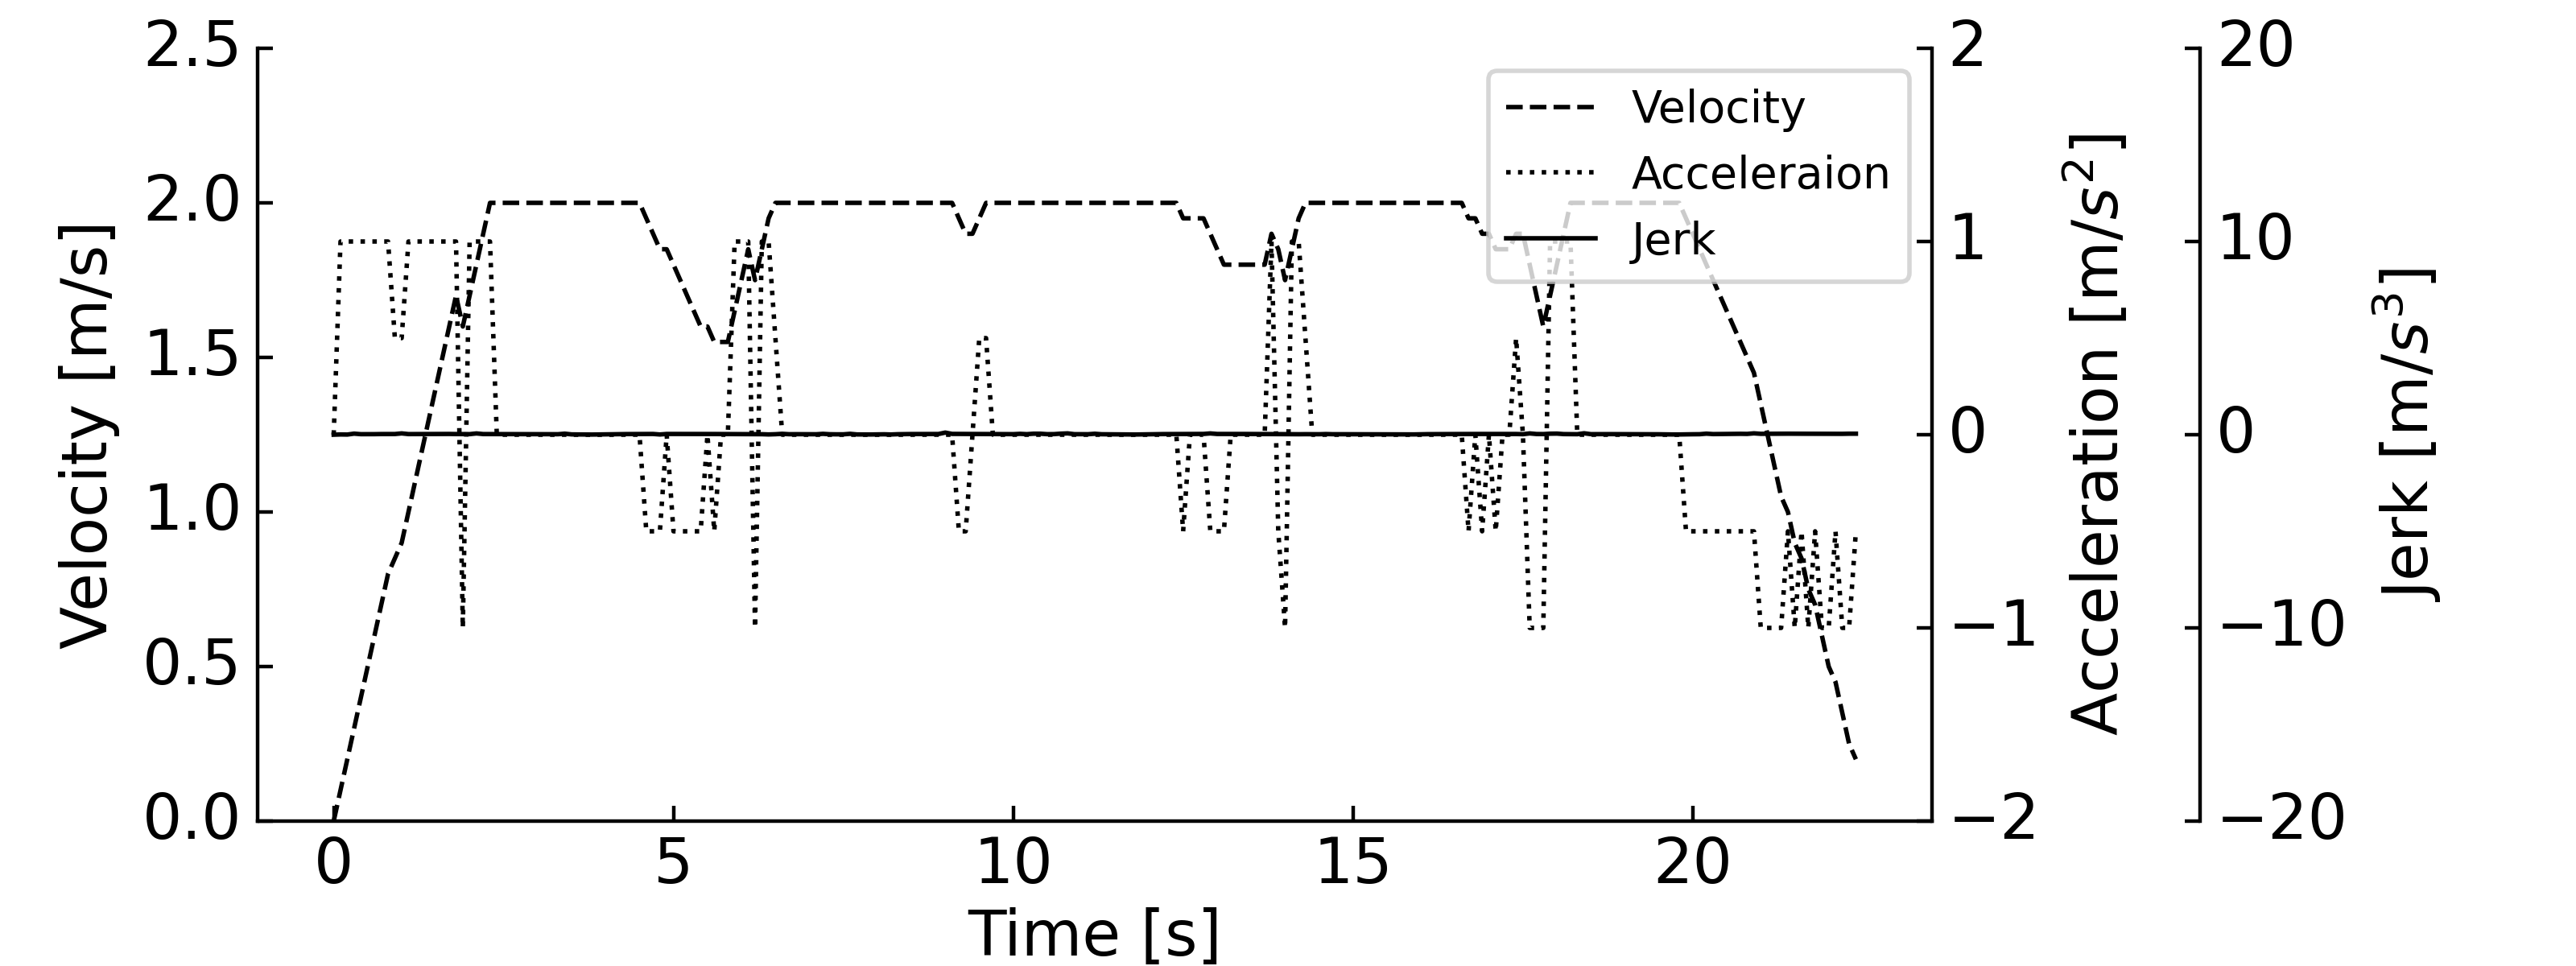 Velocity [m/s]
2.5
2.0
1.5
1.0
0.5
0.0
0 5 10 15 20
Time [s]
Velocity
Acceleraion
Jerk
2
1
0
−1
−2
Acceleration [m/s²]
20
10
0
−10
−20
Jerk [m/s³]